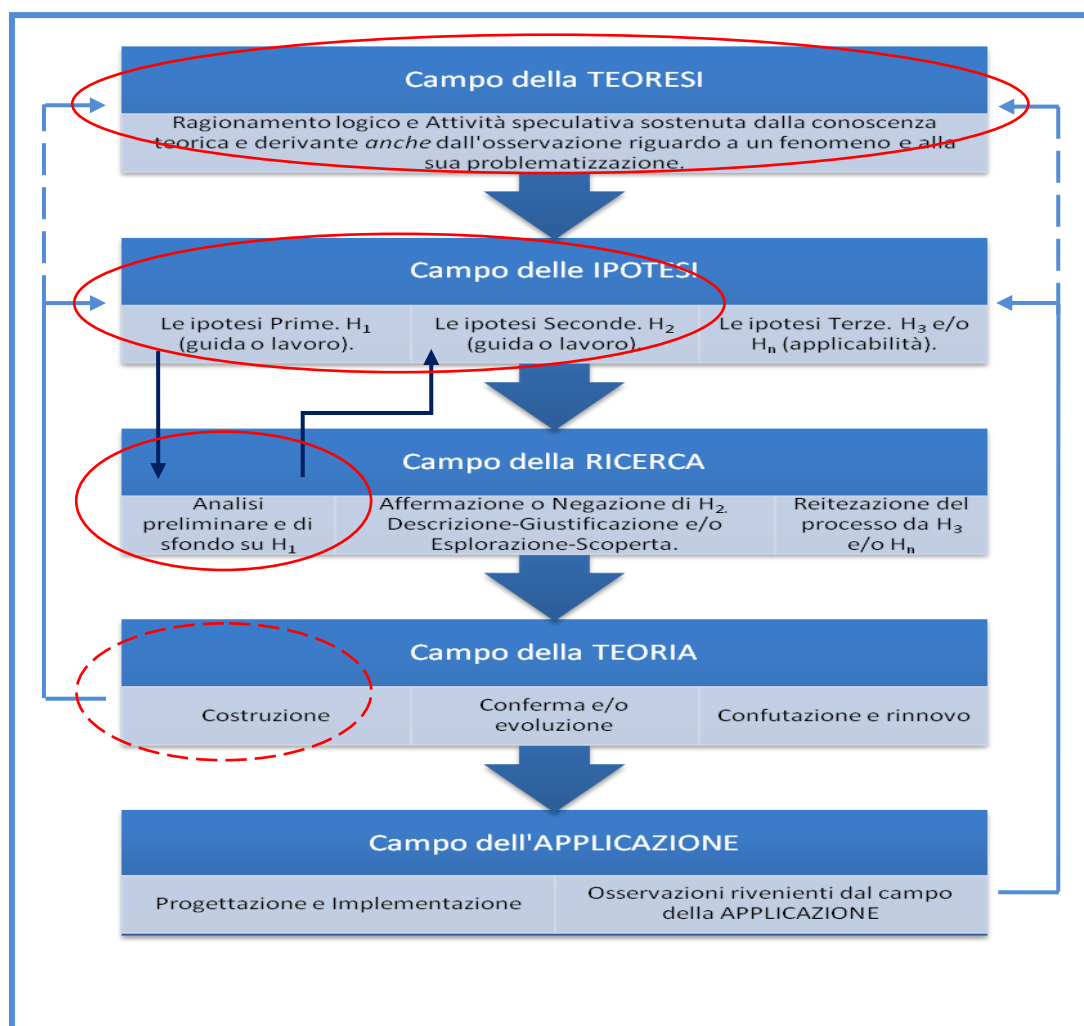 Campo della TEORESI
Ragionamento logico e Attività speculativa sostenuta dalla conoscenza
teorica e derivante anche dall'osservazione riguardo a un fenomeno e alla
sua problematizzazione.
Campo delle IPOTESI
Le ipotesi Prime. H₁
(guida o lavoro).
Le ipotesi Seconde. H₂
(guida o lavoro).
Le ipotesi Terze. H₃ e/o
Hₙ (applicabilità).
Campo della RICERCA
Analisi
preliminare e di
sfondo su H₁
Affermazione o Negazione di H₂.
Descrizione-Giustificazione e/o
Esplorazione-Scoperta.
Reitezazione del
processo da H₃
e/o Hₙ
Campo della TEORIA
Costruzione
Conferma e/o
evoluzione
Confutazione e rinnovo
Campo dell'APPLICAZIONE
Progettazione e Implementazione
Osservazioni rivenienti dal campo
della APPLICAZIONE